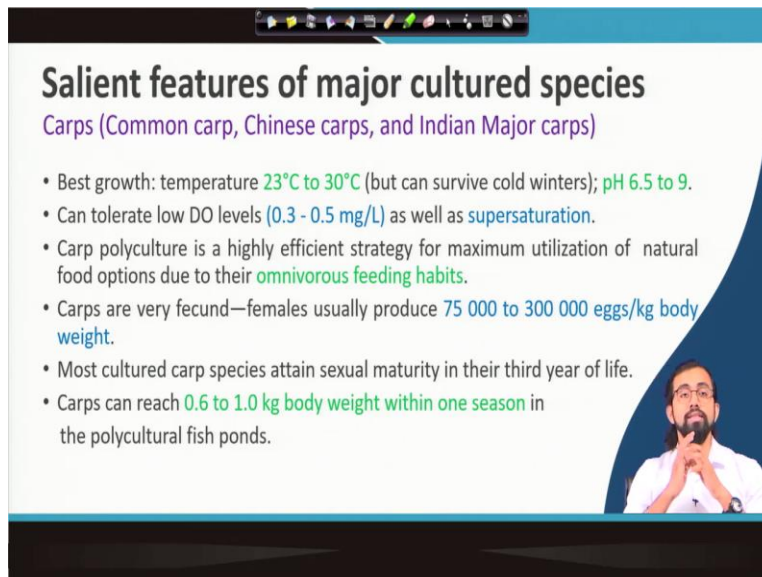 Salient features of major cultured species
Carps (Common carp, Chinese carps, and Indian Major carps)
• Best growth: temperature 23°C to 30°C (but can survive cold winters); pH 6.5 to 9.
• Can tolerate low DO levels (0.3 - 0.5 mg/L) as well as supersaturation.
• Carp polyculture is a highly efficient strategy for maximum utilization of natural
food options due to their omnivorous feeding habits.
• Carps are very fecund—females usually produce 75 000 to 300 000 eggs/kg body
weight.
• Most cultured carp species attain sexual maturity in their third year of life.
• Carps can reach 0.6 to 1.0 kg body weight within one season in
the polycultural fish ponds.